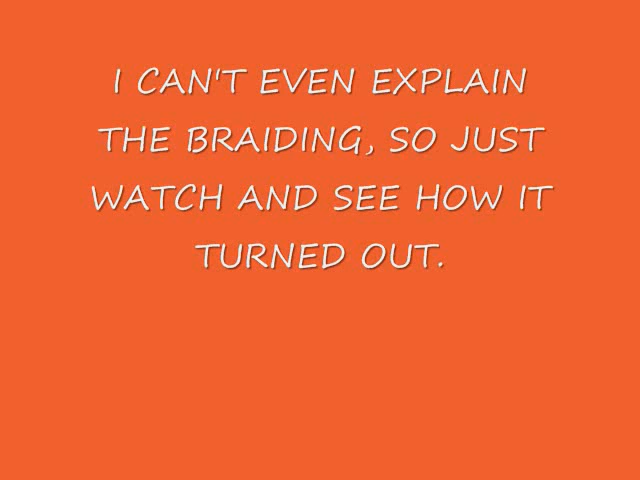 I CAN'T EVEN EXPLAIN
THE BRAIDING, SO JUST
WATCH AND SEE HOW IT
TURNED OUT.